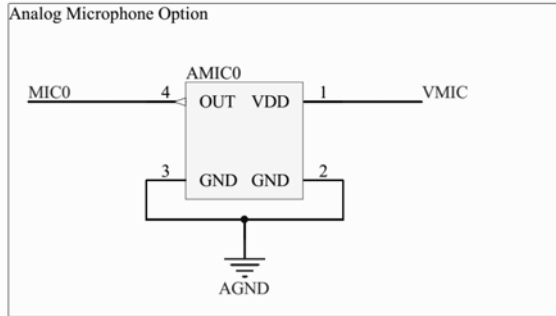 Analog Microphone Option
AMIC0
MIC0 4 OUT VDD 1 VMIC
3 GND GND 2
AGND